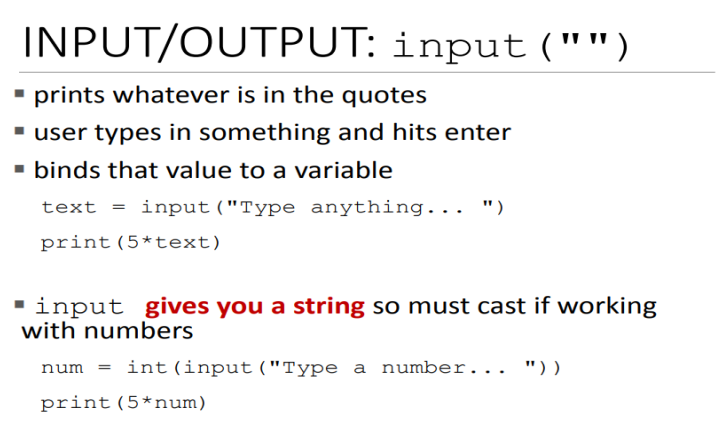 INPUT/OUTPUT: input("")
▪ prints whatever is in the quotes
▪ user types in something and hits enter
▪ binds that value to a variable
text = input("Type anything... ")
print(5*text)
▪ input gives you a string so must cast if working
with numbers
num = int(input("Type a number... "))
print(5*num)